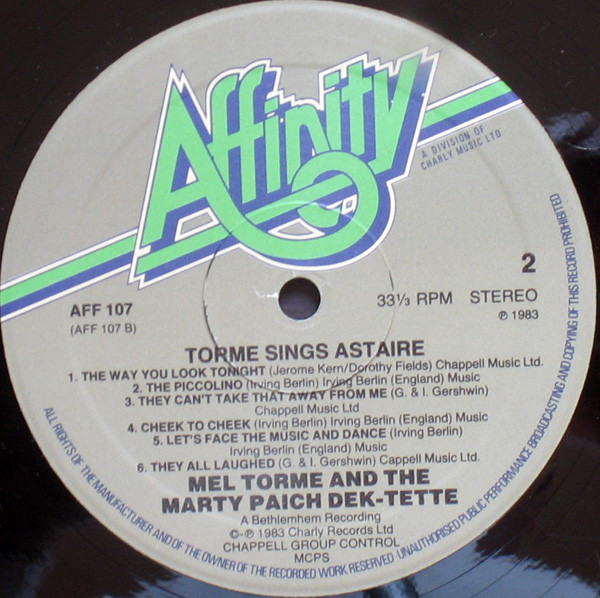 Affinity
A DIVISION OF
CHARLY MUSIC LTD
2
AFF 107
(AFF 107 B)
33⅓ RPM STEREO
℗ 1983
TORME SINGS ASTAIRE
1. THE WAY YOU LOOK TONIGHT (Jerome Kern/Dorothy Fields) Chappell Music Ltd.
2. THE PICCOLINO (Irving Berlin) Irving Berlin (England) Music
3. THEY CAN'T TAKE THAT AWAY FROM ME (G. & I. Gershwin)
Chappell Music Ltd
4. CHEEK TO CHEEK (Irving Berlin) Irving Berlin (England) Music
5. LET'S FACE THE MUSIC AND DANCE (Irving Berlin)
Irving Berlin (England) Music
6. THEY ALL LAUGHED (G. & I. Gershwin) Cappell Music Ltd.
MEL TORME AND THE
MARTY PAICH DEK-TETTE
A Bethlemhem Recording
©-℗ 1983 Charly Records Ltd
CHAPPELL GROUP CONTROL
MCPS
ALL RIGHTS OF THE MANUFACTURER AND OF THE OWNER OF THE RECORDED WORK RESERVED · UNAUTHORISED PUBLIC PERFORMANCE BROADCASTING AND COPYING OF THIS RECORD PROHIBITED